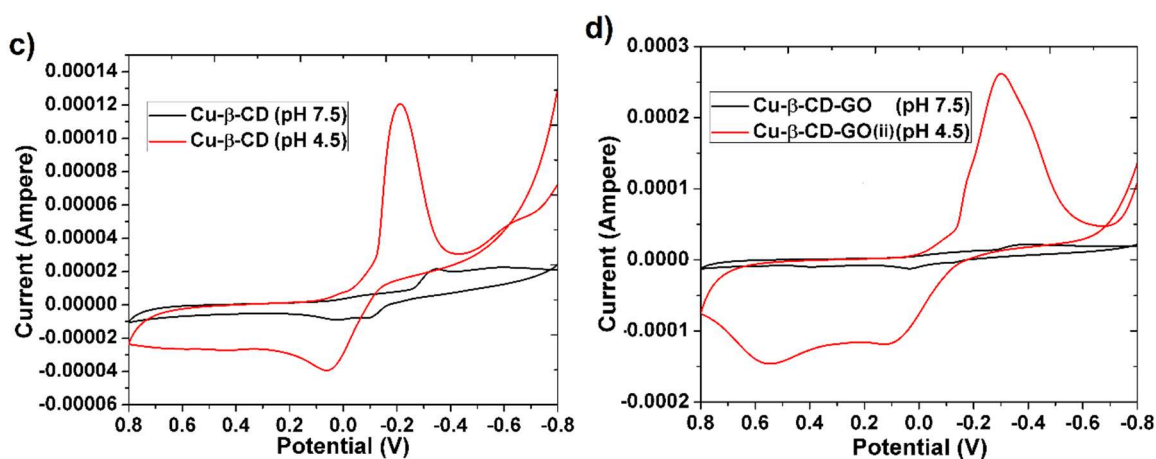 c)
Current (Ampere)
0.00014
0.00012
0.00010
0.00008
0.00006
0.00004
0.00002
0.00000
-0.00002
-0.00004
-0.00006
Cu-β-CD (pH 7.5)
Cu-β-CD (pH 4.5)
0.8 0.6 0.4 0.2 0.0 -0.2 -0.4 -0.6 -0.8
Potential (V)
d)
Current (Ampere)
0.0003
0.0002
0.0001
0.0000
-0.0001
-0.0002
Cu-β-CD-GO (pH 7.5)
Cu-β-CD-GO(ii)(pH 4.5)
0.8 0.6 0.4 0.2 0.0 -0.2 -0.4 -0.6 -0.8
Potential (V)